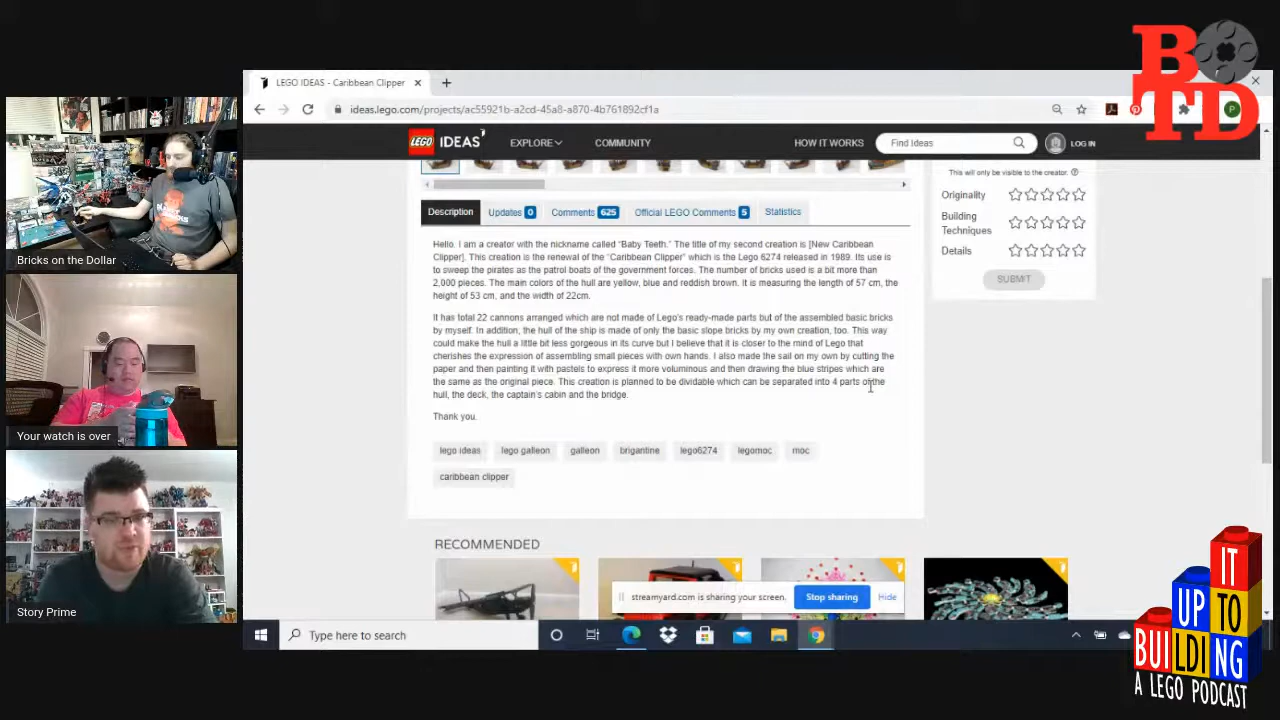 BOTD
LEGO IDEAS - Caribbean Clipper
ideas.lego.com/projects/ac55921b-a2cd-45a8-a870-4b761892cf1a
LEGO IDEAS EXPLORE COMMUNITY HOW IT WORKS Find Ideas LOG IN
This will only be visible to the creator.
Originality
Building
Techniques
Details
SUBMIT
Description Updates 0 Comments 625 Official LEGO Comments 5 Statistics
Hello. I am a creator with the nickname called “Baby Teeth.” The title of my second creation is [New Caribbean
Clipper]. This creation is the renewal of the “Caribbean Clipper” which is the Lego 6274 released in 1989. Its use is
to sweep the pirates as the patrol boats of the government forces. The number of bricks used is a bit more than
2,000 pieces. The main colors of the hull are yellow, blue and reddish brown. It is measuring the length of 57 cm, the
height of 53 cm, and the width of 22cm.
It has total 22 cannons arranged which are not made of Lego's ready-made parts but of the assembled basic bricks
by myself. In addition, the hull of the ship is made of only the basic slope bricks by my own creation, too. This way
could make the hull a little bit less gorgeous in its curve but I believe that it is closer to the mind of Lego that
cherishes the expression of assembling small pieces with own hands. I also made the sail on my own by cutting the
paper and then painting it with pastels to express it more voluminous and then drawing the blue stripes which are
the same as the original piece. This creation is planned to be dividable which can be separated into 4 parts of the
hull, the deck, the captain's cabin and the bridge.
Thank you.
lego ideas lego galleon galleon brigantine lego6274 legomoc moc
caribbean clipper
RECOMMENDED
streamyard.com is sharing your screen. Stop sharing Hide
Type here to search
Bricks on the Dollar
Your watch is over
Story Prime
IT
UP TO
BUILDING
A LEGO PODCAST